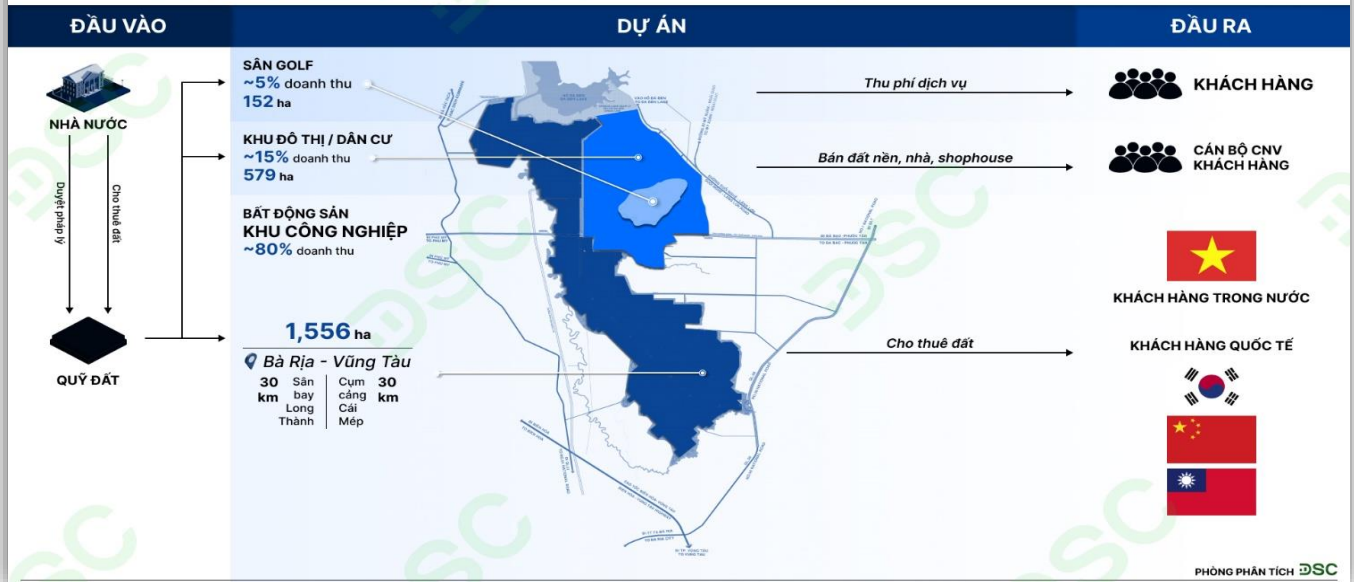 ĐẦU VÀO
DỰ ÁN
ĐẦU RA
NHÀ NƯỚC
Duyệt pháp lý
Cho thuê đất
QUỸ ĐẤT
SÂN GOLF
~5% doanh thu
152 ha
KHU ĐÔ THỊ / DÂN CƯ
~15% doanh thu
579 ha
BẤT ĐỘNG SẢN
KHU CÔNG NGHIỆP
~80% doanh thu
1,556 ha
Bà Rịa - Vũng Tàu
30 km
Sân bay Long Thành
Cụm cảng Cái Mép
30 km
Thu phí dịch vụ
Bán đất nền, nhà, shophouse
Cho thuê đất
KHÁCH HÀNG
CÁN BỘ CNV
KHÁCH HÀNG
KHÁCH HÀNG TRONG NƯỚC
KHÁCH HÀNG QUỐC TẾ
PHÒNG PHÂN TÍCH DSC